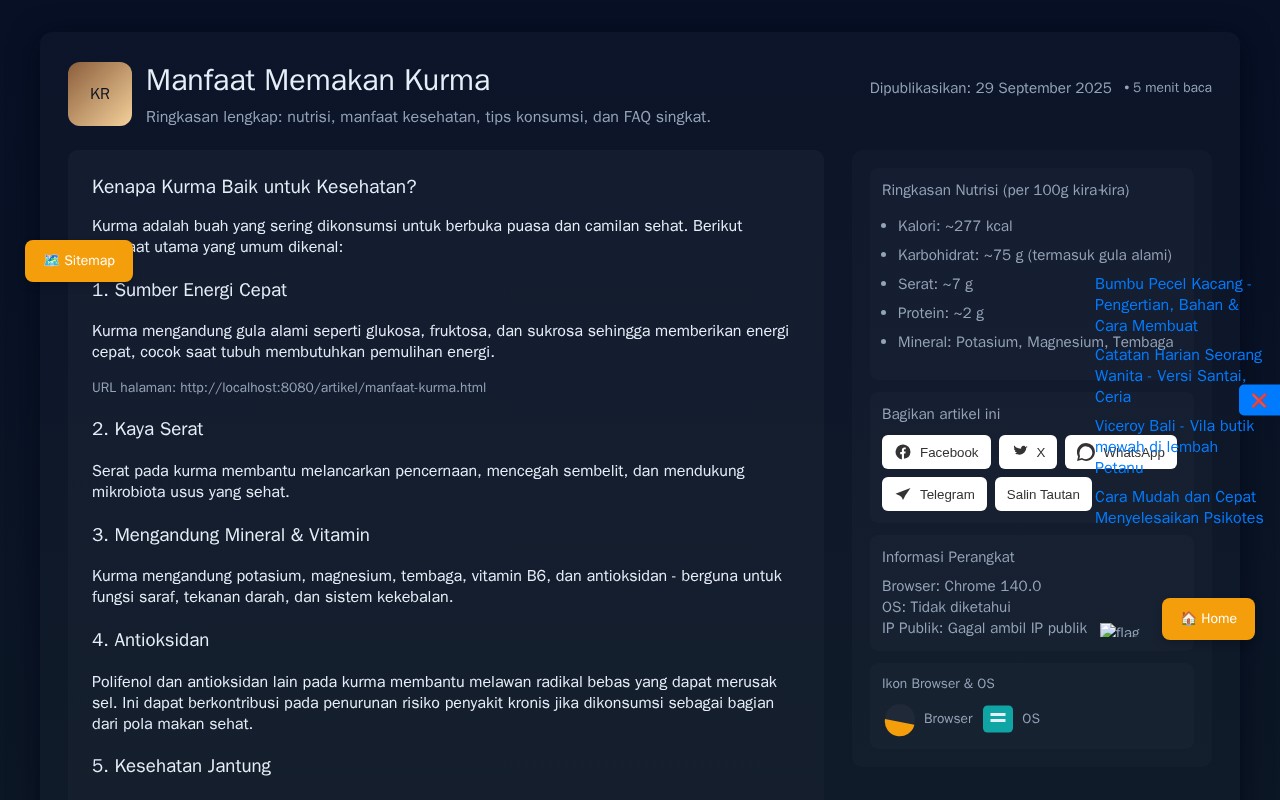 KR
Manfaat Memakan Kurma
Ringkasan lengkap: nutrisi, manfaat kesehatan, tips konsumsi, dan FAQ singkat.
Dipublikasikan: 29 September 2025 • 5 menit baca
Kenapa Kurma Baik untuk Kesehatan?
Kurma adalah buah yang sering dikonsumsi untuk berbuka puasa dan camilan sehat. Berikut
utama yang umum dikenal:
🗺️ Sitemap
1. Sumber Energi Cepat
Kurma mengandung gula alami seperti glukosa, fruktosa, dan sukrosa sehingga memberikan energi
cepat, cocok saat tubuh membutuhkan pemulihan energi.
URL halaman: http://localhost:8080/artikel/manfaat-kurma.html
2. Kaya Serat
Serat pada kurma membantu melancarkan pencernaan, mencegah sembelit, dan mendukung
mikrobiota usus yang sehat.
3. Mengandung Mineral & Vitamin
Kurma mengandung potasium, magnesium, tembaga, vitamin B6, dan antioksidan - berguna untuk
fungsi saraf, tekanan darah, dan sistem kekebalan.
4. Antioksidan
Polifenol dan antioksidan lain pada kurma membantu melawan radikal bebas yang dapat merusak
sel. Ini dapat berkontribusi pada penurunan risiko penyakit kronis jika dikonsumsi sebagai bagian
dari pola makan sehat.
5. Kesehatan Jantung
Ringkasan Nutrisi (per 100g kira-kira)
• Kalori: ~277 kcal
• Karbohidrat: ~75 g (termasuk gula alami)
• Serat: ~7 g
• Protein: ~2 g
• Mineral: Potasium, Magnesium, Tembaga
Bumbu Pecel Kacang -
Pengertian, Bahan &
Cara Membuat
Catatan Harian Seorang
Wanita - Versi Santai,
Ceria
Viceroy Bali - Vila butik
mewah di lembah
Petanu
Cara Mudah dan Cepat
Menyelesaikan Psikotes
Bagikan artikel ini
Facebook
X
WhatsApp
Telegram
Salin Tautan
Informasi Perangkat
Browser: Chrome 140.0
OS: Tidak diketahui
IP Publik: Gagal ambil IP publik
flag
🏠 Home
Ikon Browser & OS
Browser
OS